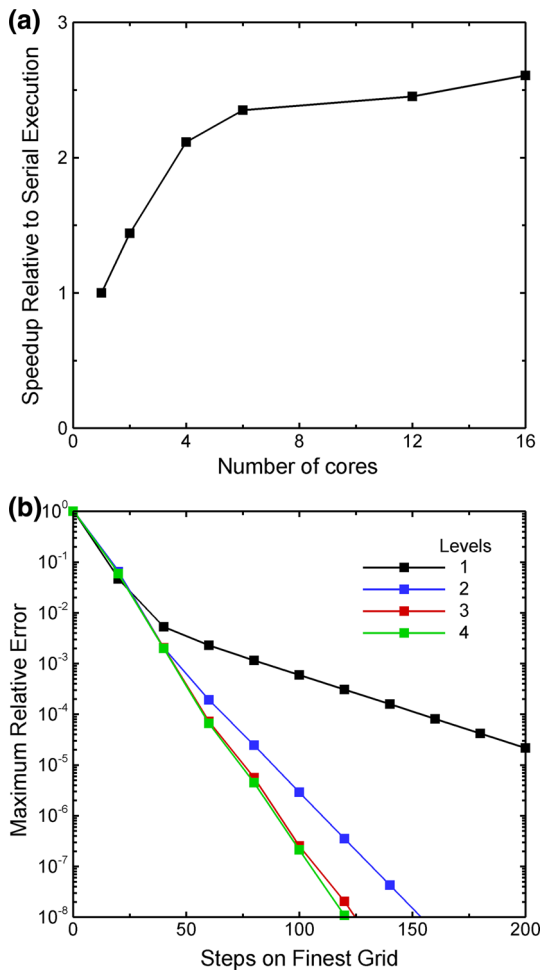 (a)
3
2
1
0
Speedup Relative to Serial Execution
0 4 8 12 16
Number of cores
(b)
10^0
10^-1
10^-2
10^-3
10^-4
10^-5
10^-6
10^-7
10^-8
Maximum Relative Error
Levels
1
2
3
4
0 50 100 150 200
Steps on Finest Grid